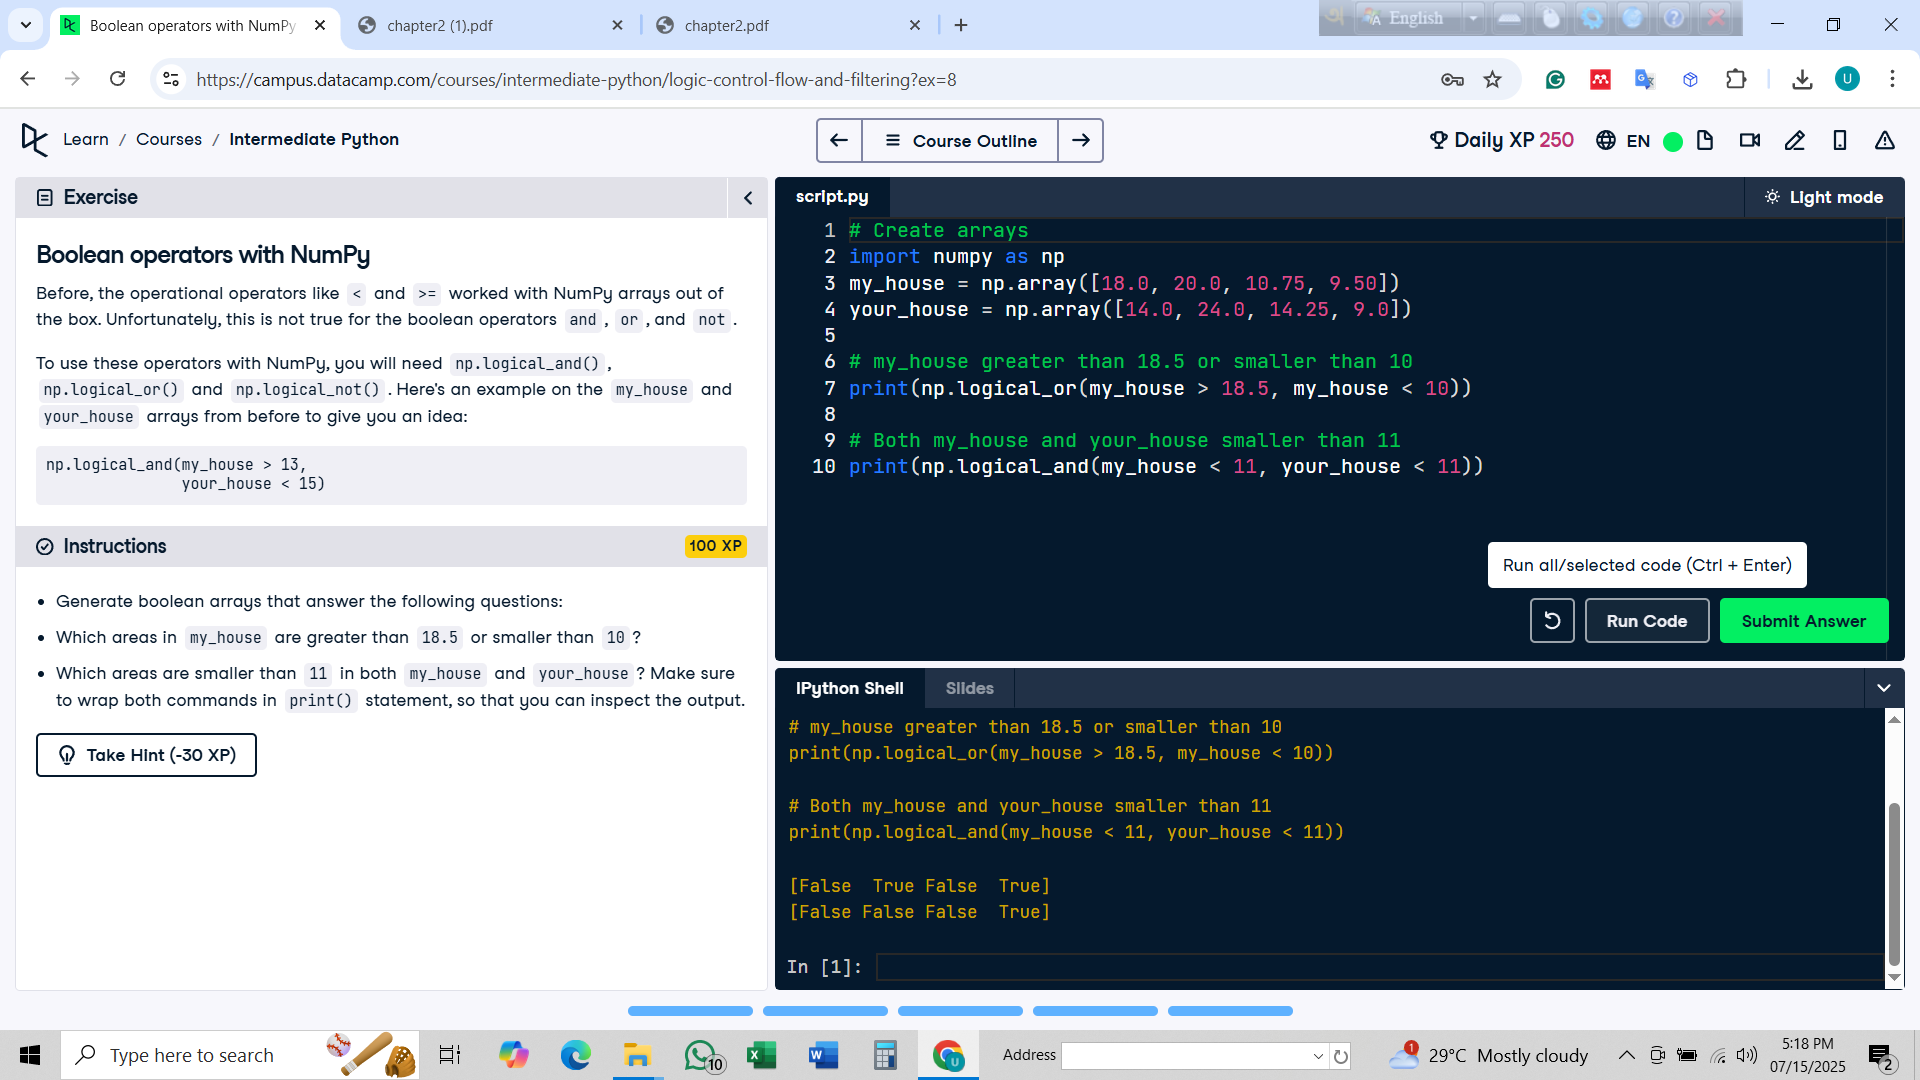 Boolean operators with NumPy
chapter2 (1).pdf
chapter2.pdf
English
https://campus.datacamp.com/courses/intermediate-python/logic-control-flow-and-filtering?ex=8
U
Learn / Courses / Intermediate Python
Course Outline
Daily XP 250
EN
Exercise
Boolean operators with NumPy
Before, the operational operators like < and >= worked with NumPy arrays out of
the box. Unfortunately, this is not true for the boolean operators and , or , and not .
To use these operators with NumPy, you will need np.logical_and() ,
np.logical_or() and np.logical_not() . Here's an example on the my_house and
your_house arrays from before to give you an idea:
np.logical_and(my_house > 13,
your_house < 15)
Instructions
100 XP
• Generate boolean arrays that answer the following questions:
• Which areas in my_house are greater than 18.5 or smaller than 10 ?
• Which areas are smaller than 11 in both my_house and your_house ? Make sure
to wrap both commands in print() statement, so that you can inspect the output.
Take Hint (-30 XP)
script.py
Light mode
1 # Create arrays
2 import numpy as np
3 my_house = np.array([18.0, 20.0, 10.75, 9.50])
4 your_house = np.array([14.0, 24.0, 14.25, 9.0])
5
6 # my_house greater than 18.5 or smaller than 10
7 print(np.logical_or(my_house > 18.5, my_house < 10))
8
9 # Both my_house and your_house smaller than 11
10 print(np.logical_and(my_house < 11, your_house < 11))
Run all/selected code (Ctrl + Enter)
Run Code
Submit Answer
IPython Shell
Slides
# my_house greater than 18.5 or smaller than 10
print(np.logical_or(my_house > 18.5, my_house < 10))
# Both my_house and your_house smaller than 11
print(np.logical_and(my_house < 11, your_house < 11))
[False  True False  True]
[False False False  True]
In [1]:
Type here to search
10
U
Address
1
29°C Mostly cloudy
5:18 PM
07/15/2025
2